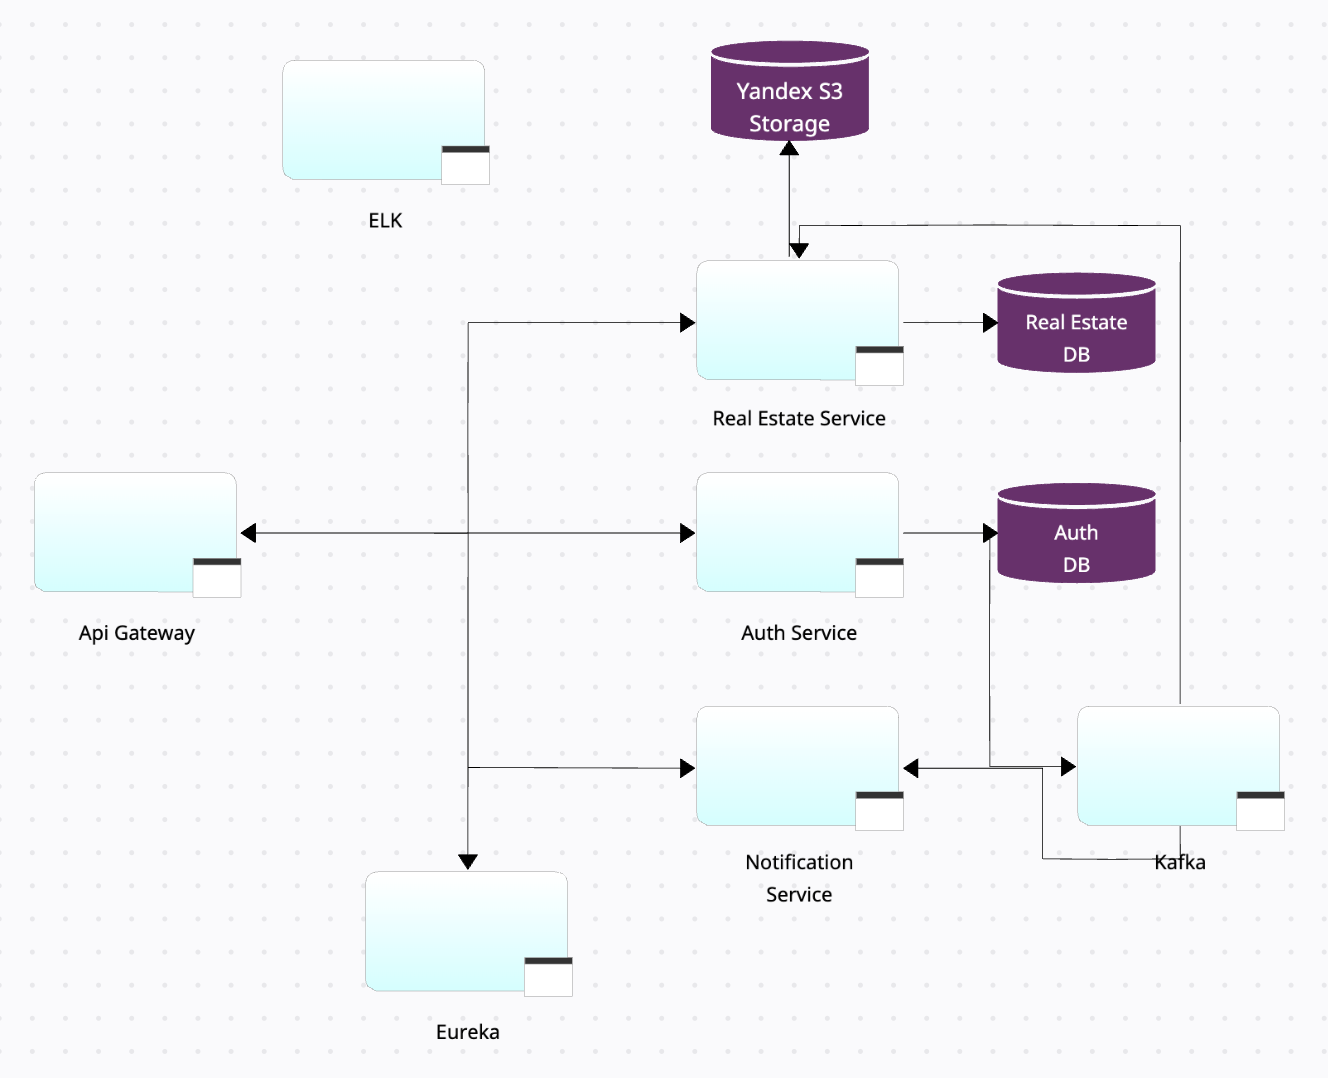 Yandex S3
Storage
ELK
Real Estate
DB
Real Estate Service
Auth
DB
Api Gateway
Auth Service
Notification
Service
Kafka
Eureka